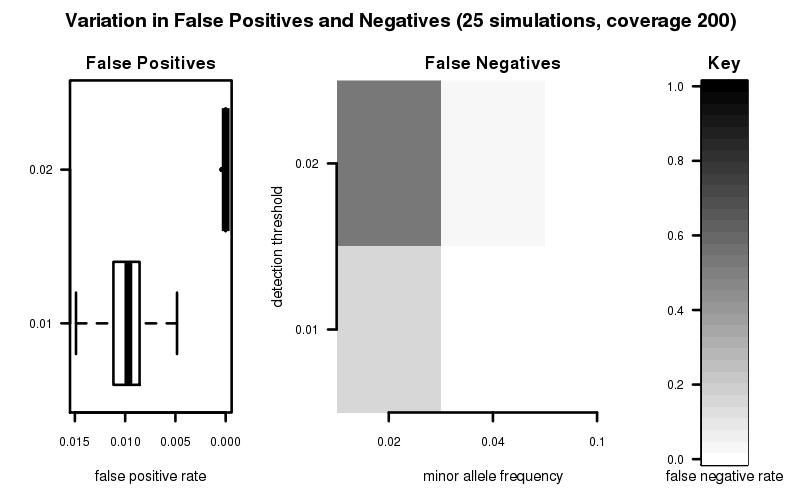 Variation in False Positives and Negatives (25 simulations, coverage 200)
False Positives
0.02
0.01
0.015 0.010 0.005 0.000
false positive rate
False Negatives
detection threshold
0.02
0.01
0.02 0.04 0.1
minor allele frequency
Key
1.0
0.8
0.6
0.4
0.2
0.0
false negative rate